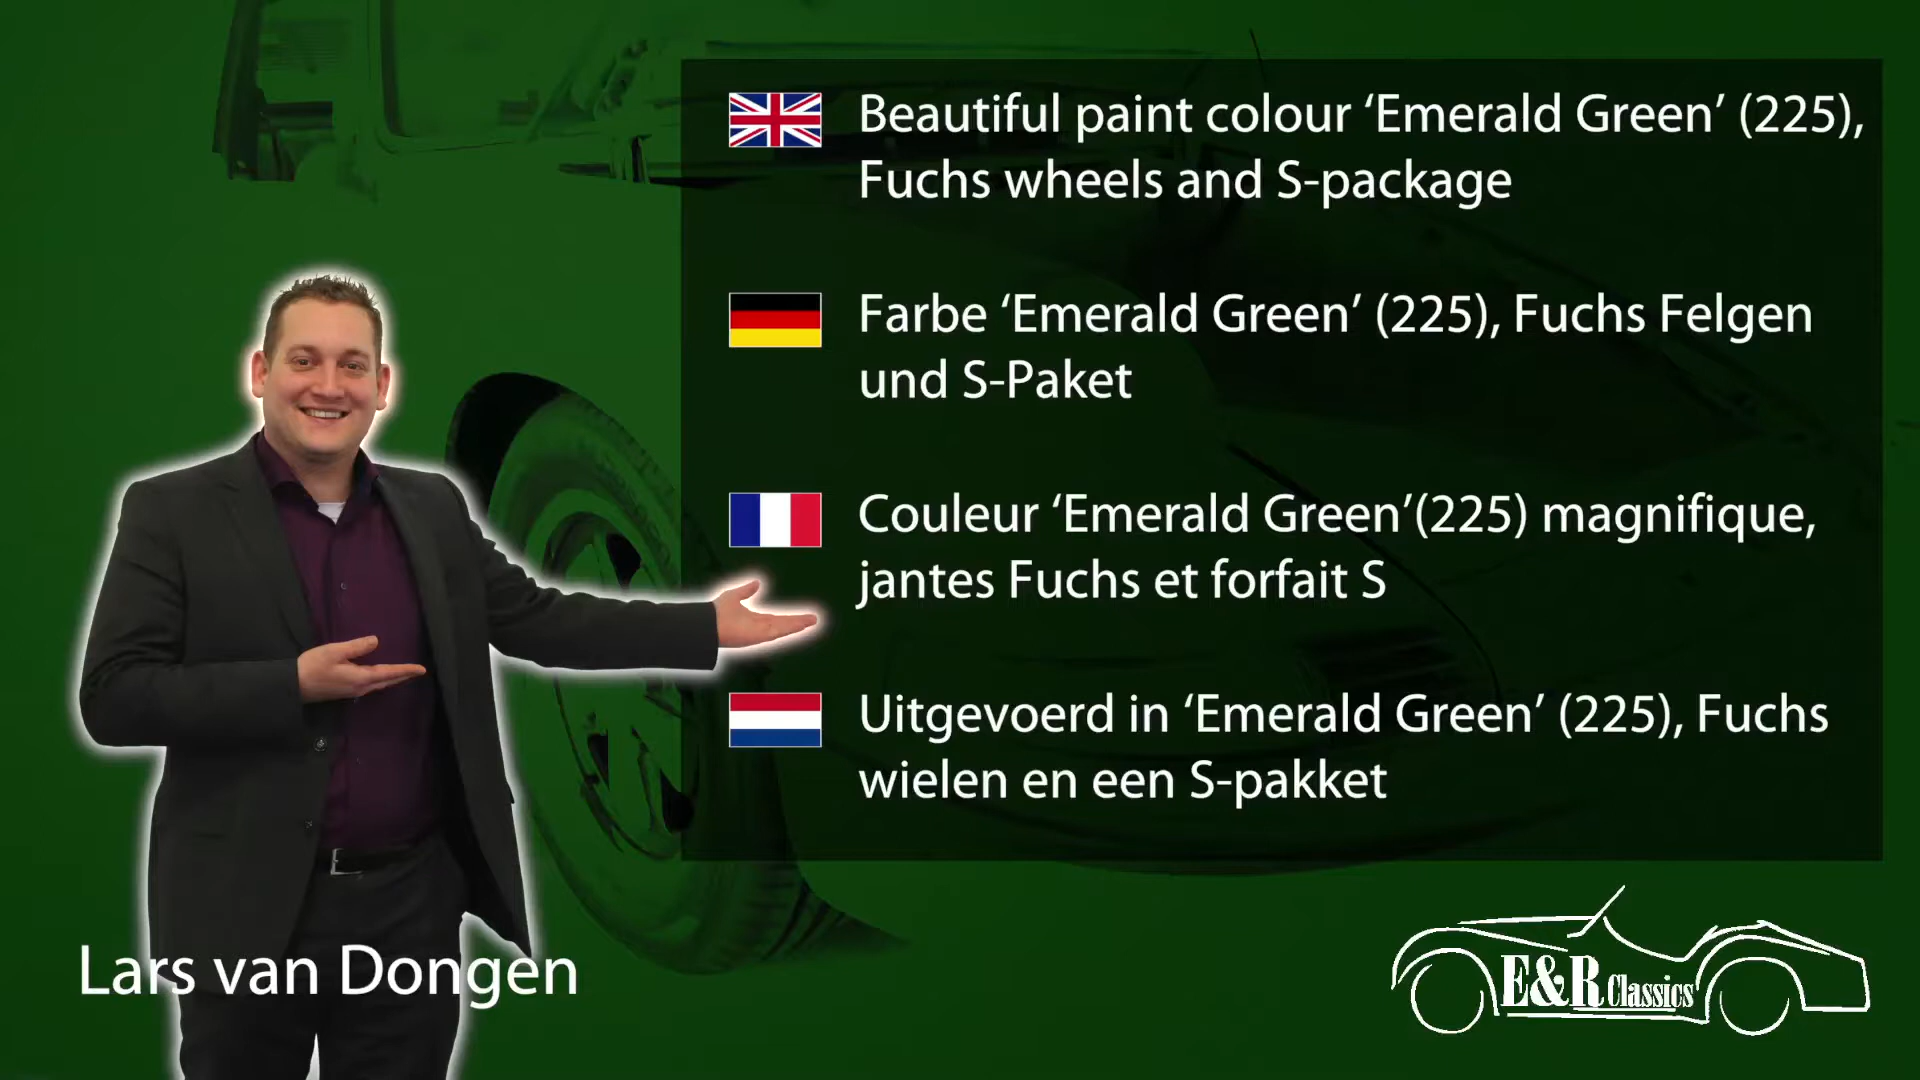 Beautiful paint colour ‘Emerald Green’ (225),
Fuchs wheels and S-package
Farbe ‘Emerald Green’ (225), Fuchs Felgen
und S-Paket
Couleur ‘Emerald Green’(225) magnifique,
jantes Fuchs et forfait S
Uitgevoerd in ‘Emerald Green’ (225), Fuchs
wielen en een S-pakket
Lars van Dongen
E&R Classics